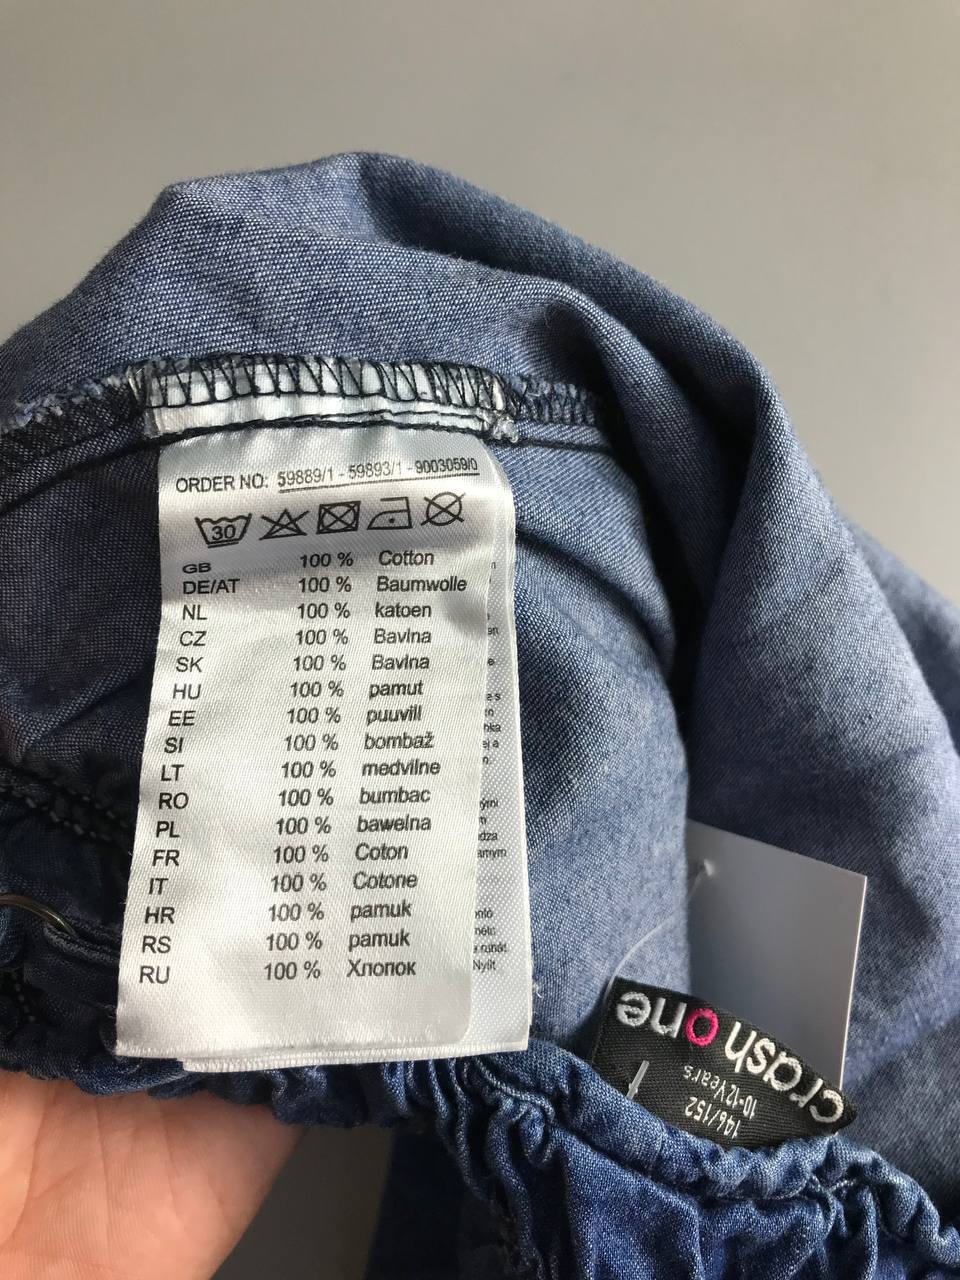 ORDER NO: 59889/1 - 59893/1 - 9003059/0
30
GB 100 % Cotton
DE/AT 100 % Baumwolle
NL 100 % katoen
CZ 100 % Bavlna
SK 100 % Bavlna
HU 100 % pamut
EE 100 % puuvill
SI 100 % bombaž
LT 100 % medvilne
RO 100 % bumbac
PL 100 % bawelna
FR 100 % Coton
IT 100 % Cotone
HR 100 % pamuk
RS 100 % pamuk
RU 100 % Хлопок
crash one
146/152
10-12 Years